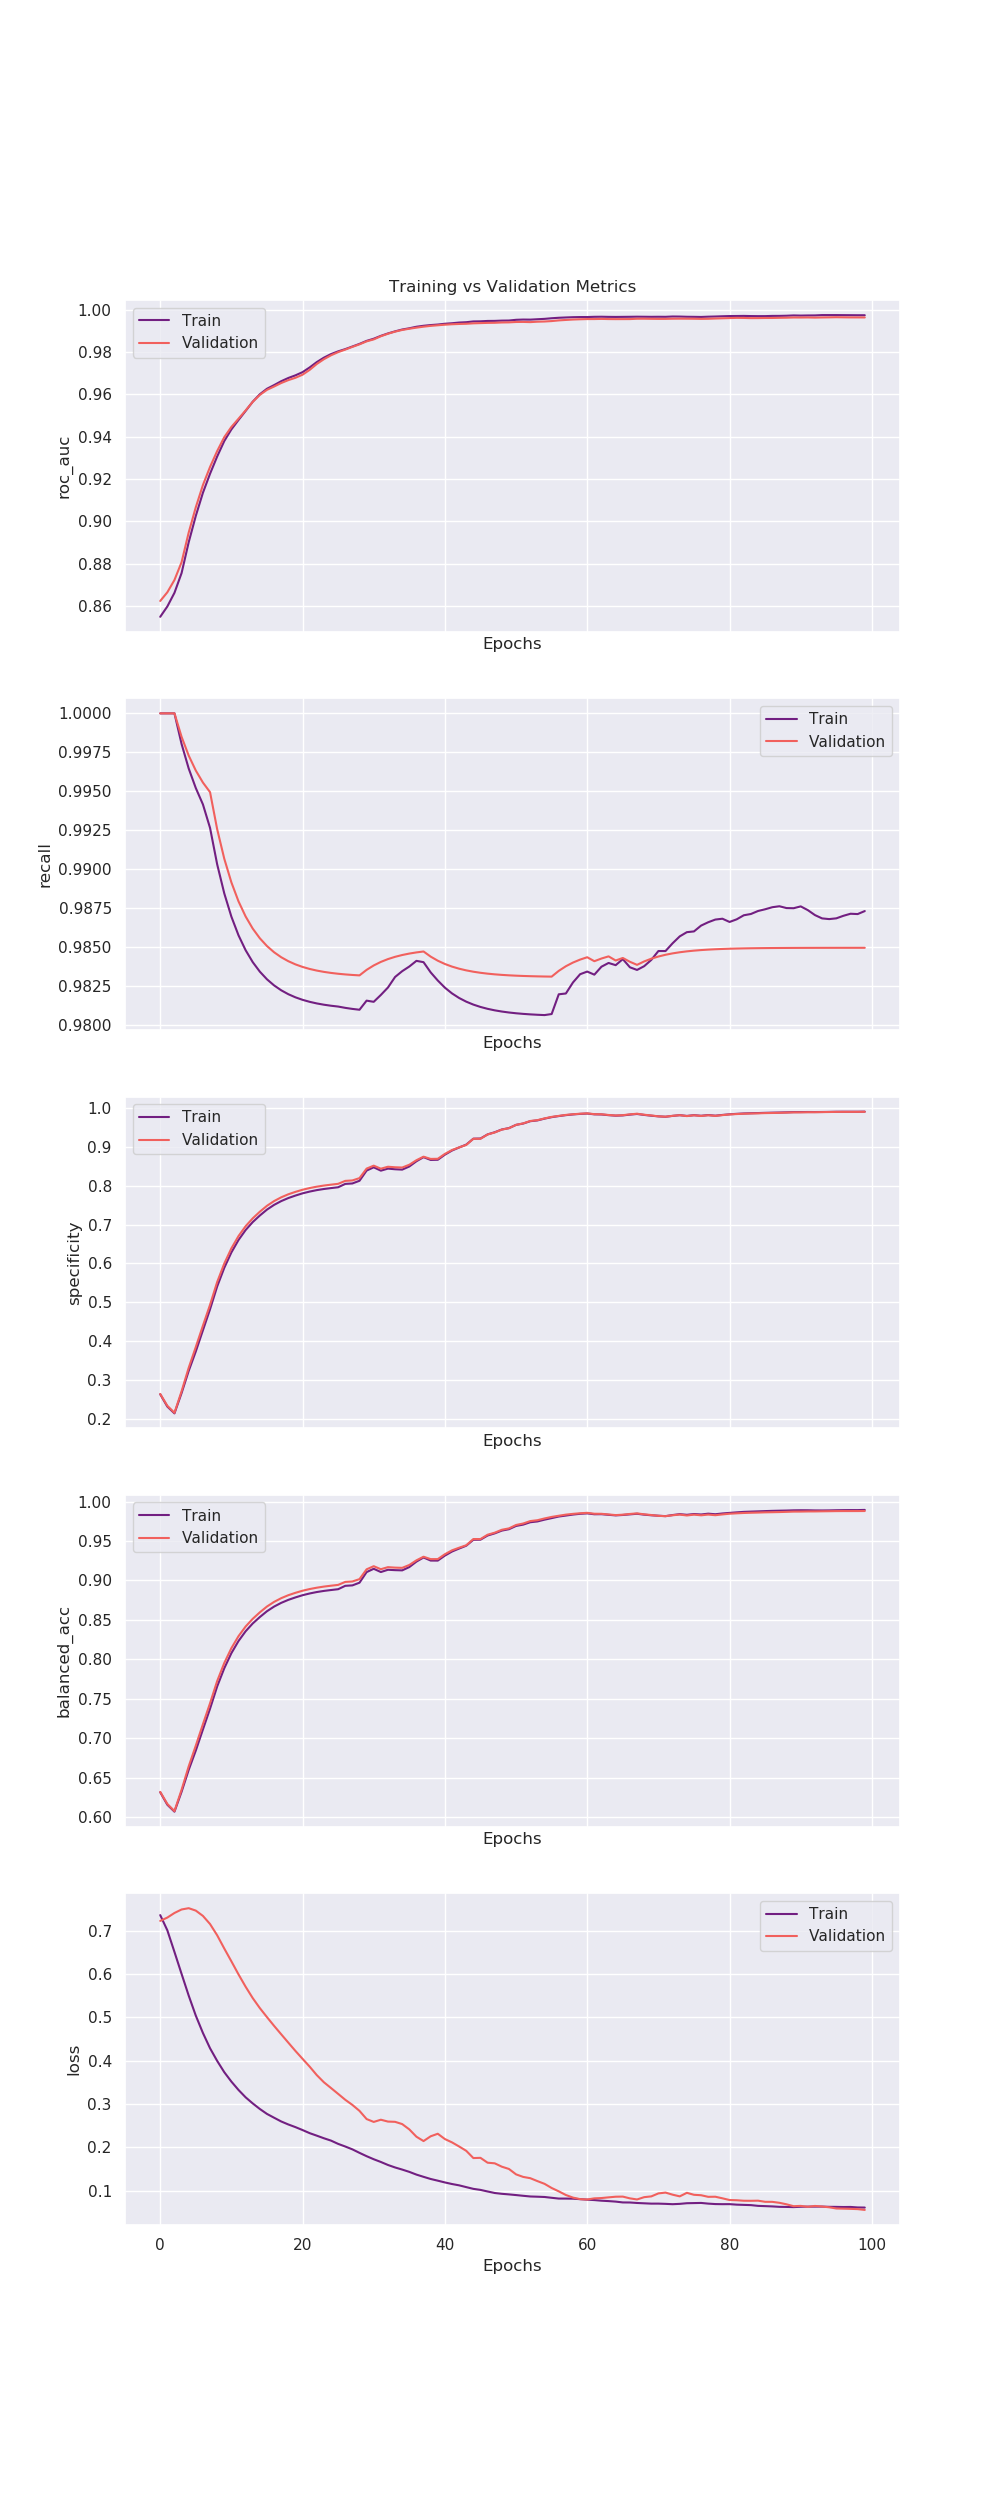 Training vs Validation Metrics
1.00
0.98
0.96
0.94
0.92
0.90
0.88
0.86
roc_auc
Train
Validation
Epochs
1.0000
0.9975
0.9950
0.9925
0.9900
0.9875
0.9850
0.9825
0.9800
recall
Train
Validation
Epochs
1.0
0.9
0.8
0.7
0.6
0.5
0.4
0.3
0.2
specificity
Train
Validation
Epochs
1.00
0.95
0.90
0.85
0.80
0.75
0.70
0.65
0.60
balanced_acc
Train
Validation
Epochs
0.7
0.6
0.5
0.4
0.3
0.2
0.1
loss
Train
Validation
0 20 40 60 80 100
Epochs